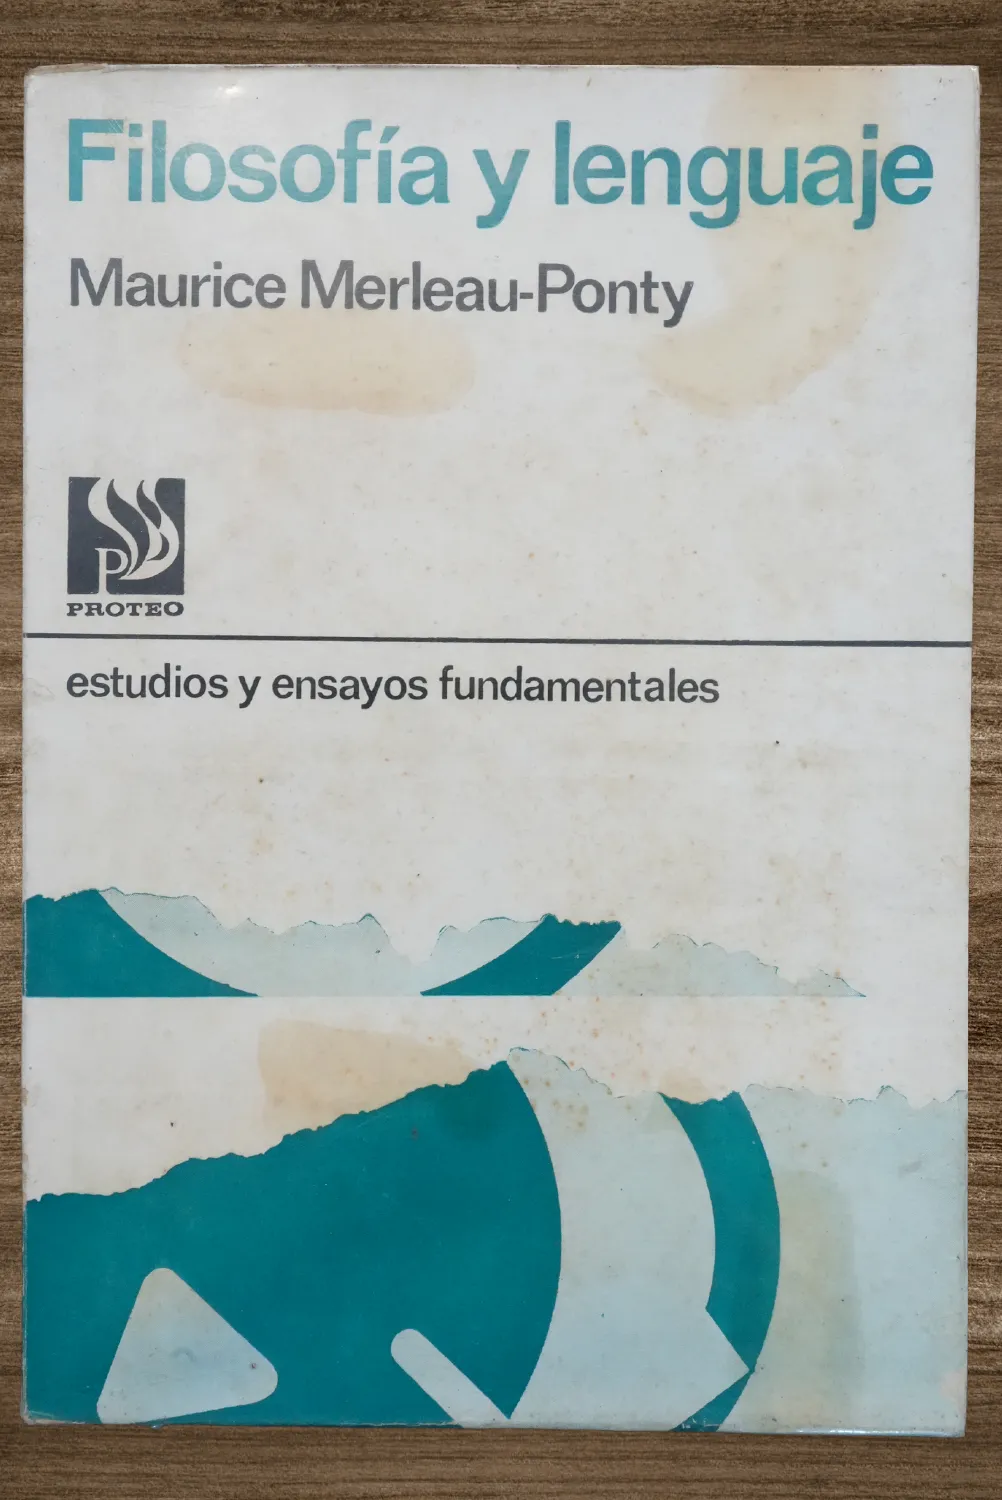 Filosofía y lenguaje
Maurice Merleau-Ponty
P
PROTEO
estudios y ensayos fundamentales